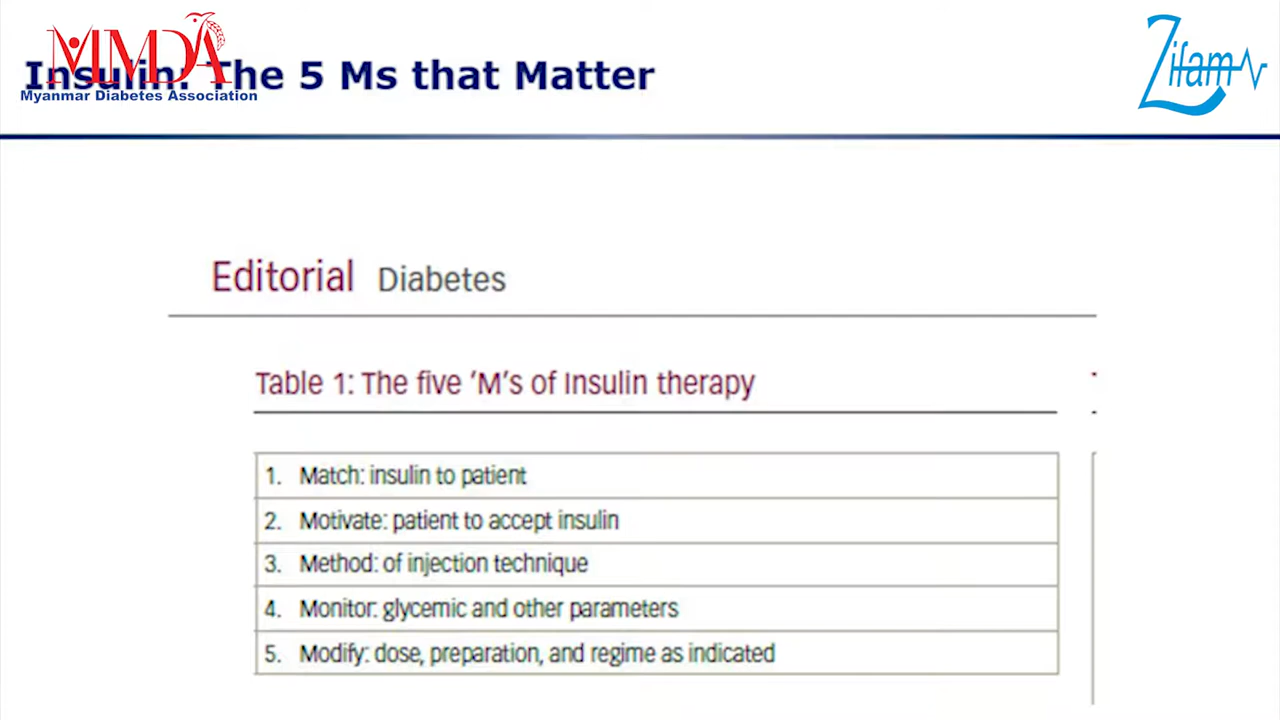 MMDA
Insulin: The 5 Ms that Matter
Myanmar Diabetes Association
Zifam
Editorial Diabetes
Table 1: The five ‘M’s of Insulin therapy
1. Match: insulin to patient
2. Motivate: patient to accept insulin
3. Method: of injection technique
4. Monitor: glycemic and other parameters
5. Modify: dose, preparation, and regime as indicated